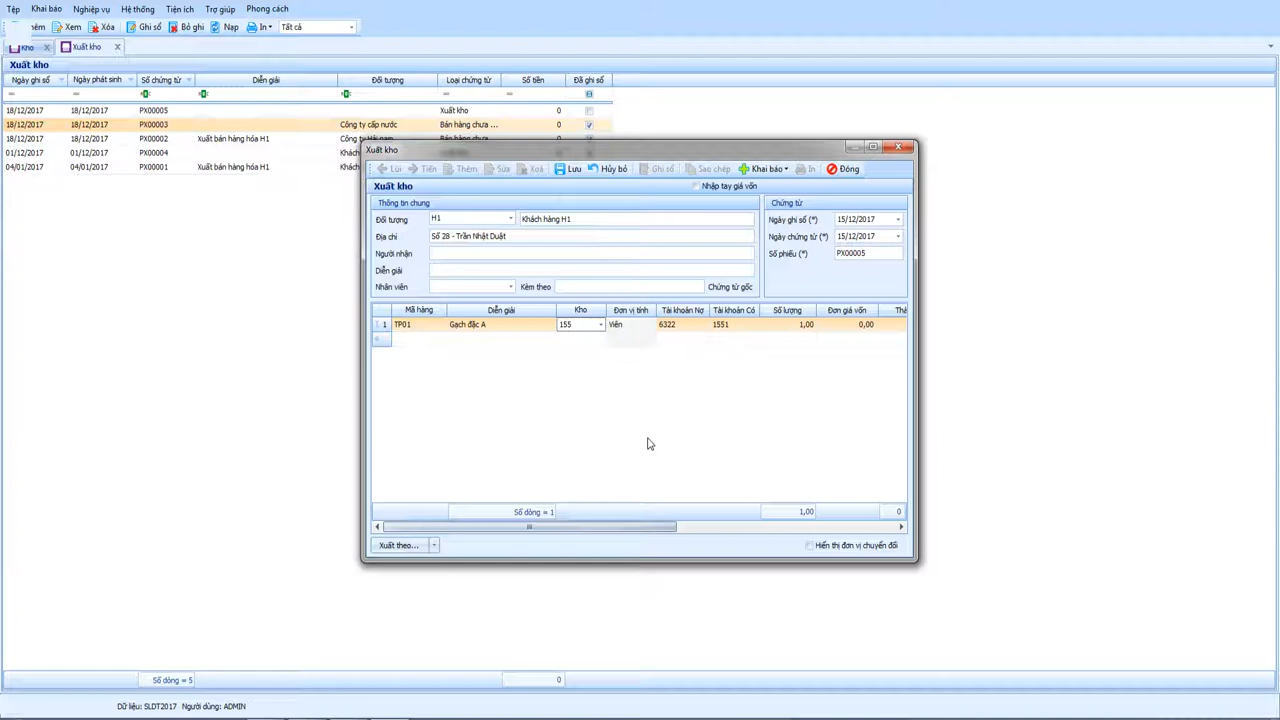 Tệp Khai báo Nghiệp vụ Hệ thống Tiện ích Trợ giúp Phong cách
Xem Xóa Ghi sổ Bỏ ghi Nạp In Tất cả
Kho Xuất kho
Xuất kho
Ngày ghi sổ Ngày phát sinh Số chứng từ Diễn giải Đối tượng Loại chứng từ Số tiền Đã ghi sổ
18/12/2017 18/12/2017 PX00005 Xuất kho 0
18/12/2017 18/12/2017 PX00003 Công ty cấp nước Bán hàng chưa ... 0
18/12/2017 18/12/2017 PX00002 Xuất bán hàng hóa H1 Công ty Bán hàng chưa 0
01/12/2017 01/12/2017 PX00004 Khách
04/01/2017 04/01/2017 PX00001 Xuất bán hàng hóa H1 Khách
Xuất kho
Lùi Tiến Thêm Sửa Xoá Lưu Hủy bỏ Ghi sổ Sao chép Khai báo In Đóng
Xuất kho Nhập tay giá vốn
Thông tin chung Chứng từ
Đối tượng H1 Khách hàng H1 Ngày ghi sổ (*) 15/12/2017
Địa chỉ Số 28 - Trần Nhật Duật Ngày chứng từ (*) 15/12/2017
Người nhận Số phiếu (*) PX00005
Diễn giải
Nhân viên Kèm theo Chứng từ gốc
Mã hàng Diễn giải Kho Đơn vị tính Tài khoản Nợ Tài khoản Có Số lượng Đơn giá vốn Thà
1 TP01 Gạch đặc A 155 Viên 6322 1551 1,00 0,00
Số dòng = 1 1,00 0
Xuất theo... Hiển thị đơn vị chuyển đổi
Số dòng = 5 0
Dữ liệu: SLDT2017 Người dùng: ADMIN